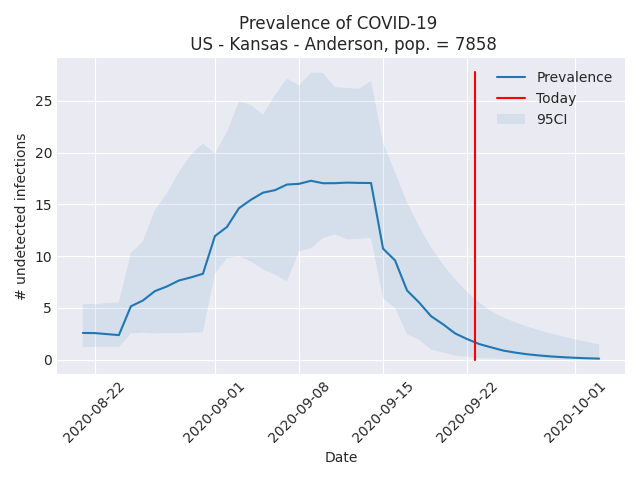 Prevalence of COVID-19
US - Kansas - Anderson, pop. = 7858
Prevalence
Today
95CI
# undetected infections
25
20
15
10
5
0
2020-08-22
2020-09-01
2020-09-08
2020-09-15
2020-09-22
2020-10-01
Date